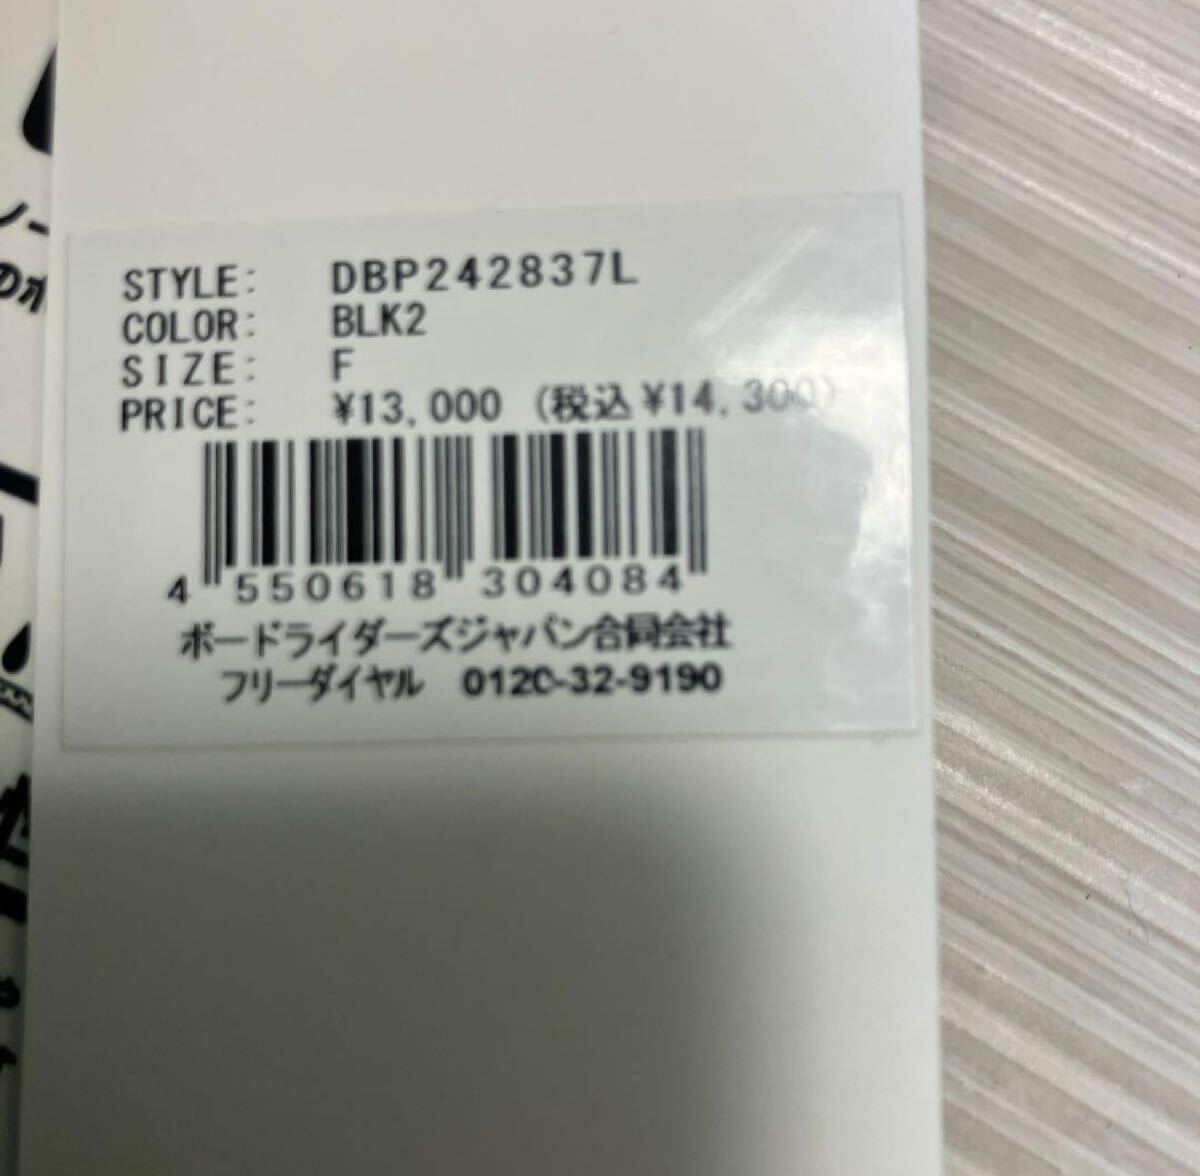 STYLE: DBP242837L
COLOR: BLK2
SIZE: F
PRICE: ¥13,000 (税込¥14,300)
4 550618 304084
ボードライダーズジャパン合同会社
フリーダイヤル 0120-32-9190